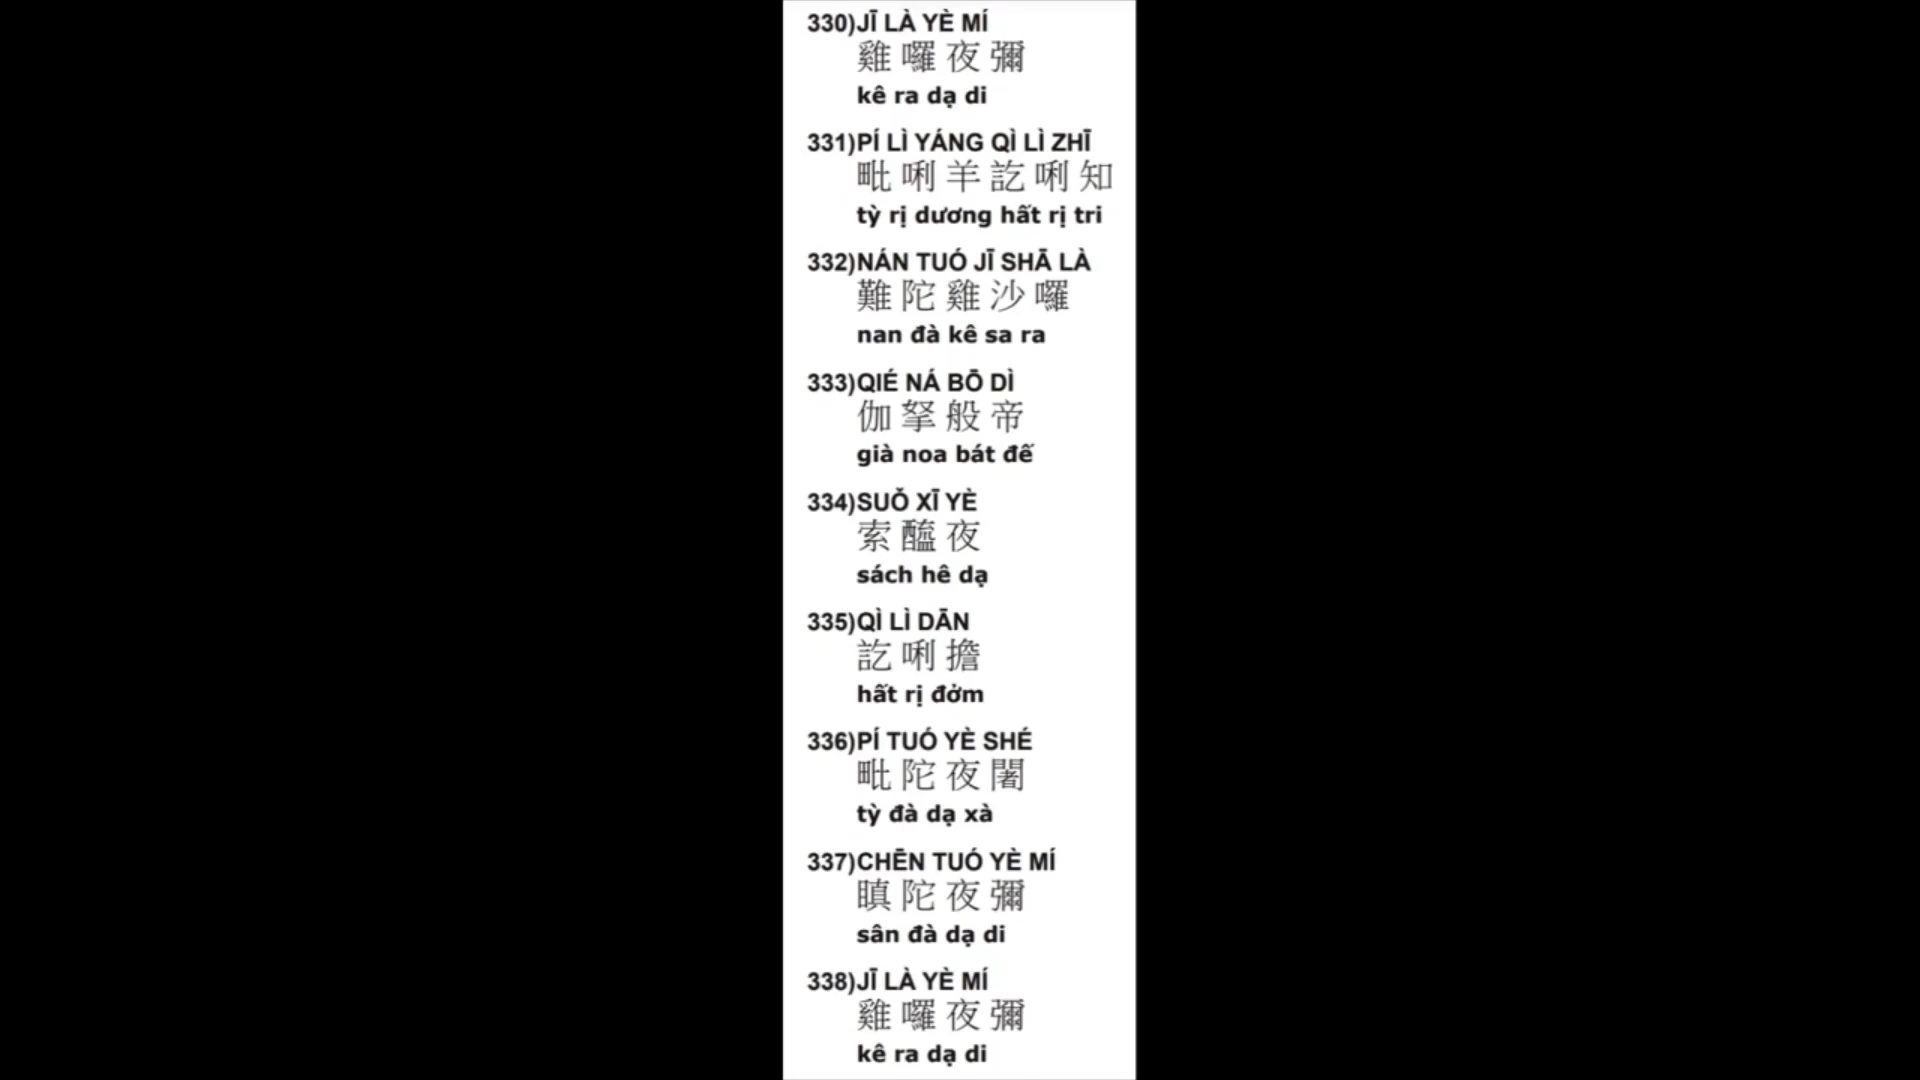 330)JĪ LÀ YÈ MÍ
雞 囉 夜 彌
kê ra dạ di
331)PÍ LÌ YÁNG QÌ LÌ ZHĪ
毗 唎 羊 訖 唎 知
tỳ rị dương hất rị tri
332)NÁN TUÓ JĪ SHĀ LÀ
難 陀 雞 沙 囉
nan đà kê sa ra
333)QIÉ NÁ BŌ DÌ
伽 拏 般 帝
già noa bát đế
334)SUǑ XĪ YÈ
索 醯 夜
sách hê dạ
335)QÌ LÌ DĀN
訖 唎 擔
hất rị đởm
336)PÍ TUÓ YÈ SHÉ
毗 陀 夜 闍
tỳ đà dạ xà
337)CHĒN TUÓ YÈ MÍ
瞋 陀 夜 彌
sân đà dạ di
338)JĪ LÀ YÈ MÍ
雞 囉 夜 彌
kê ra dạ di